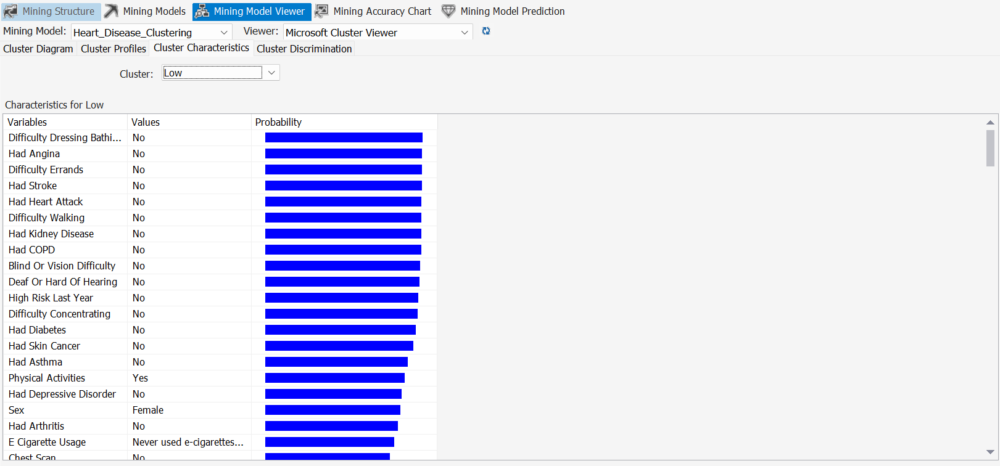 Mining Structure Mining Models Mining Model Viewer Mining Accuracy Chart Mining Model Prediction
Mining Model: Heart_Disease_Clustering Viewer: Microsoft Cluster Viewer
Cluster Diagram Cluster Profiles Cluster Characteristics Cluster Discrimination
Cluster: Low
Characteristics for Low
Variables Values Probability
Difficulty Dressing Bathi... No
Had Angina No
Difficulty Errands No
Had Stroke No
Had Heart Attack No
Difficulty Walking No
Had Kidney Disease No
Had COPD No
Blind Or Vision Difficulty No
Deaf Or Hard Of Hearing No
High Risk Last Year No
Difficulty Concentrating No
Had Diabetes No
Had Skin Cancer No
Had Asthma No
Physical Activities Yes
Had Depressive Disorder No
Sex Female
Had Arthritis No
E Cigarette Usage Never used e-cigarettes...
Chest Scan No